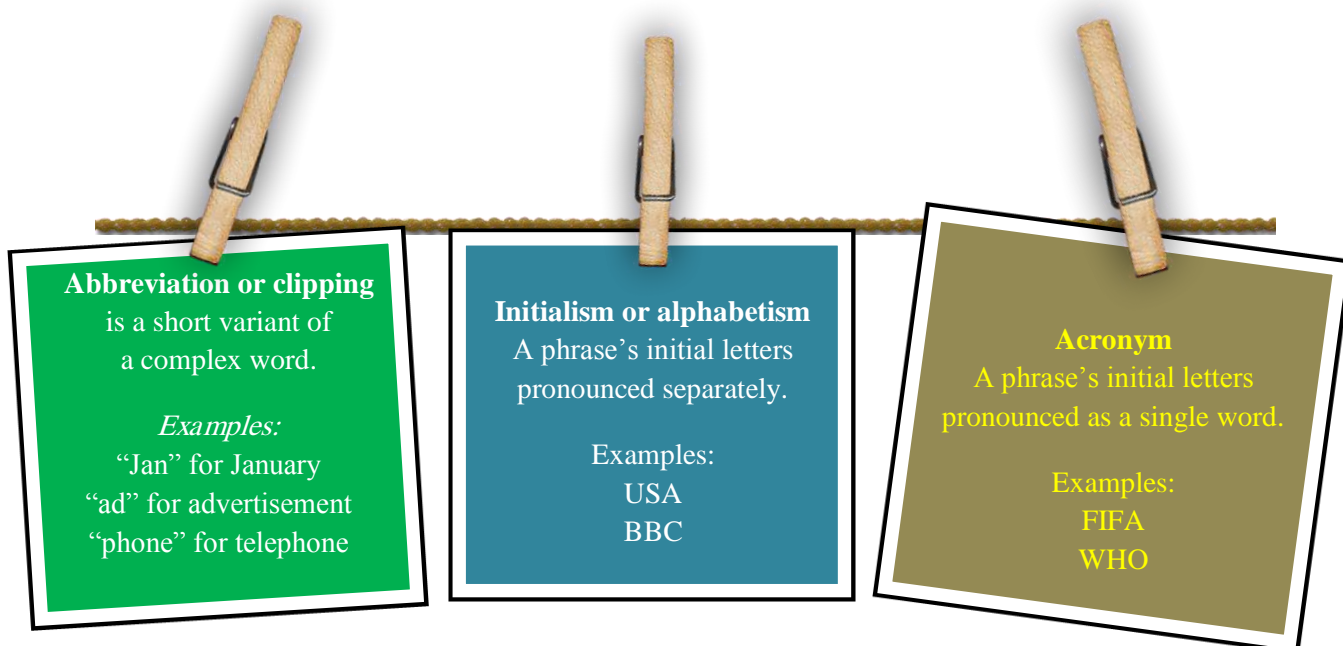 Abbreviation or clipping
is a short variant of
a complex word.
Examples:
“Jan” for January
“ad” for advertisement
“phone” for telephone
Initialism or alphabetism
A phrase’s initial letters
pronounced separately.
Examples:
USA
BBC
Acronym
A phrase’s initial letters
pronounced as a single word.
Examples:
FIFA
WHO